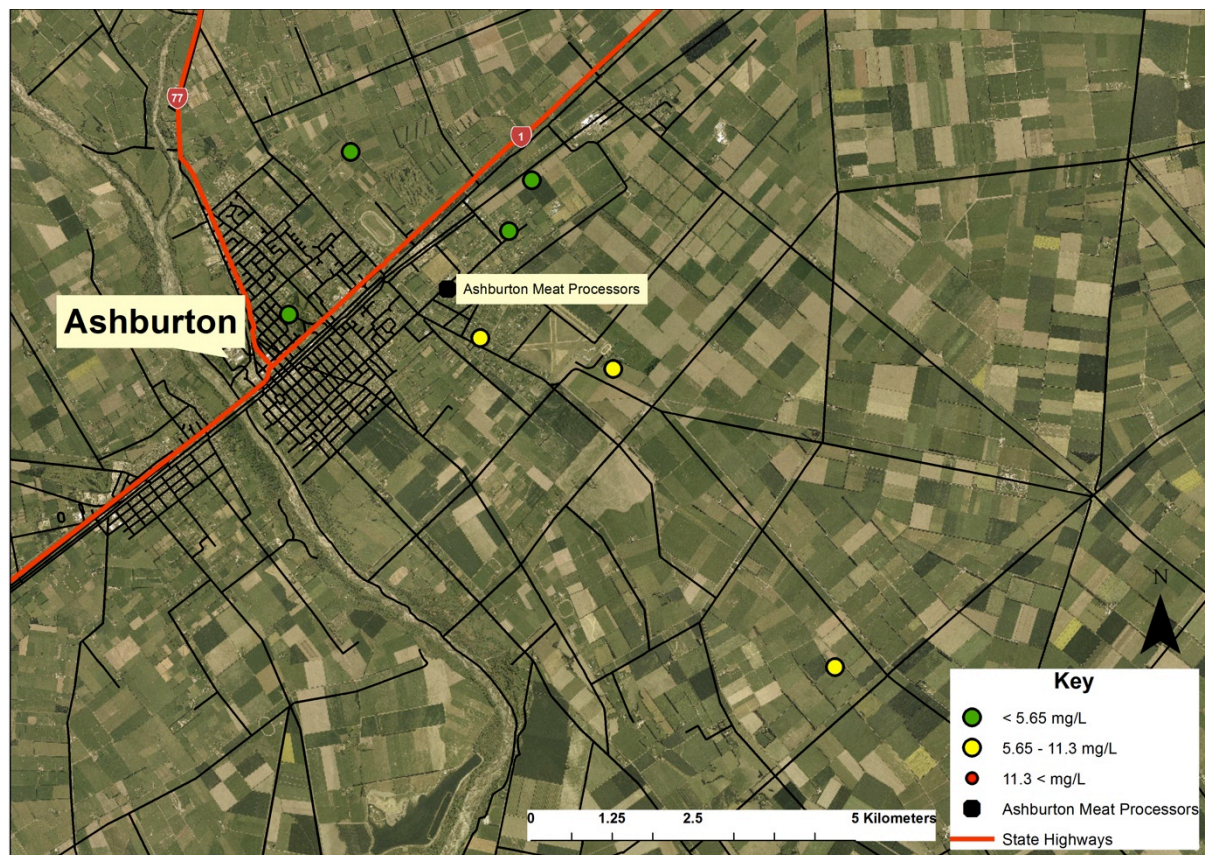 77
1
Ashburton Meat Processors
Ashburton
0
N
Key
< 5.65 mg/L
5.65 - 11.3 mg/L
11.3 < mg/L
Ashburton Meat Processors
State Highways
0 1.25 2.5 5 Kilometers